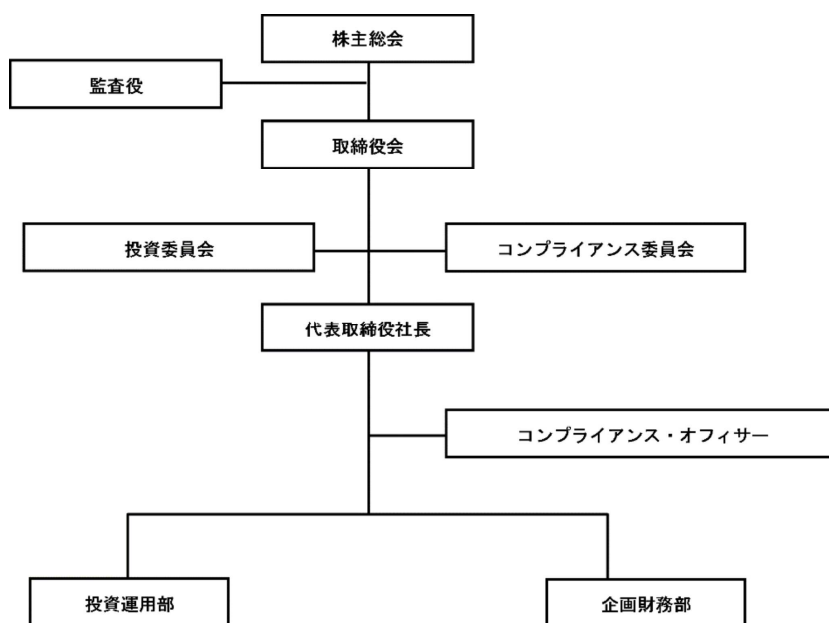 株主総会
監査役
取締役会
投資委員会
コンプライアンス委員会
代表取締役社長
コンプライアンス・オフィサー
投資運用部
企画財務部